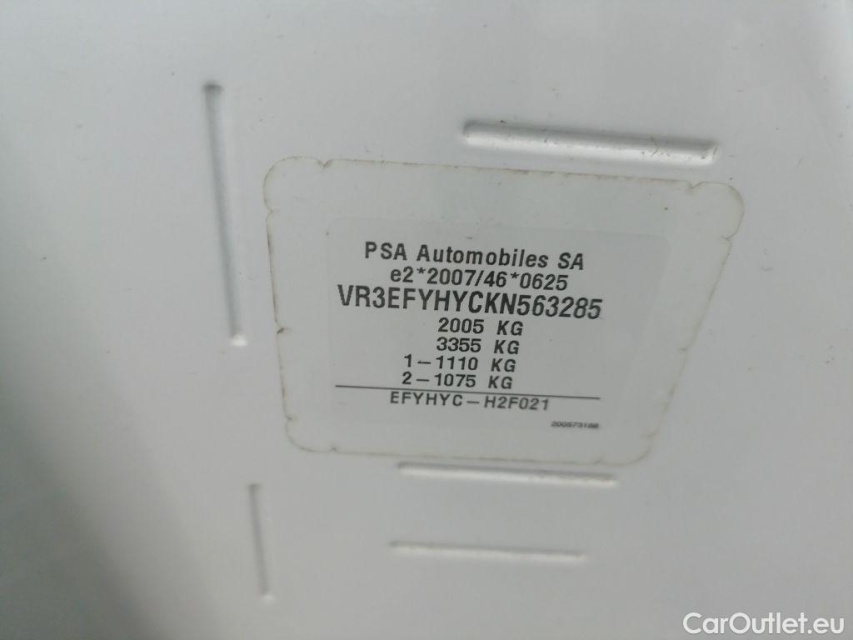 PSA Automobiles SA
e2*2007/46*0625
VR3EFYHYCKN563285
2005 KG
3355 KG
1-1110 KG
2-1075 KG
EFYHYC-H2F021
CarOutlet.eu